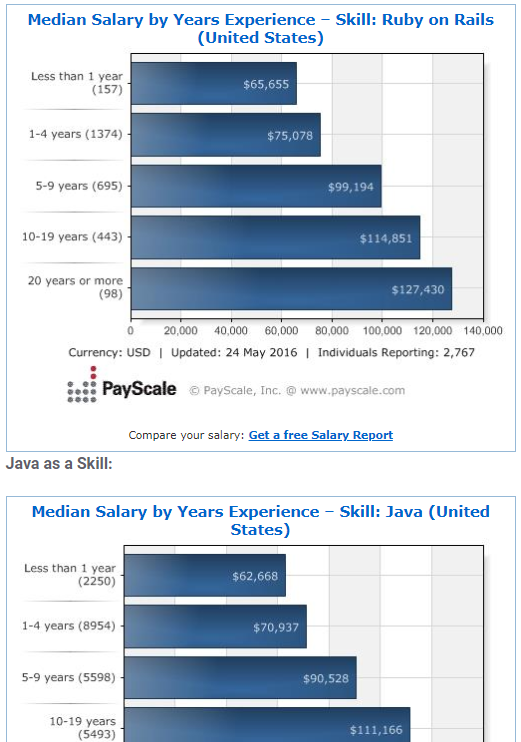 Median Salary by Years Experience – Skill: Ruby on Rails
(United States)
Less than 1 year
(157)
$65,655
1-4 years (1374)
$75,078
5-9 years (695)
$99,194
10-19 years (443)
$114,851
20 years or more
(98)
$127,430
0 20,000 40,000 60,000 80,000 100,000 120,000 140,000
Currency: USD | Updated: 24 May 2016 | Individuals Reporting: 2,767
PayScale © PayScale, Inc. @ www.payscale.com
Compare your salary: Get a free Salary Report
Java as a Skill:
Median Salary by Years Experience – Skill: Java (United
States)
Less than 1 year
(2250)
$62,668
1-4 years (8954)
$70,937
5-9 years (5598)
$90,528
10-19 years
(5493)
$111,166